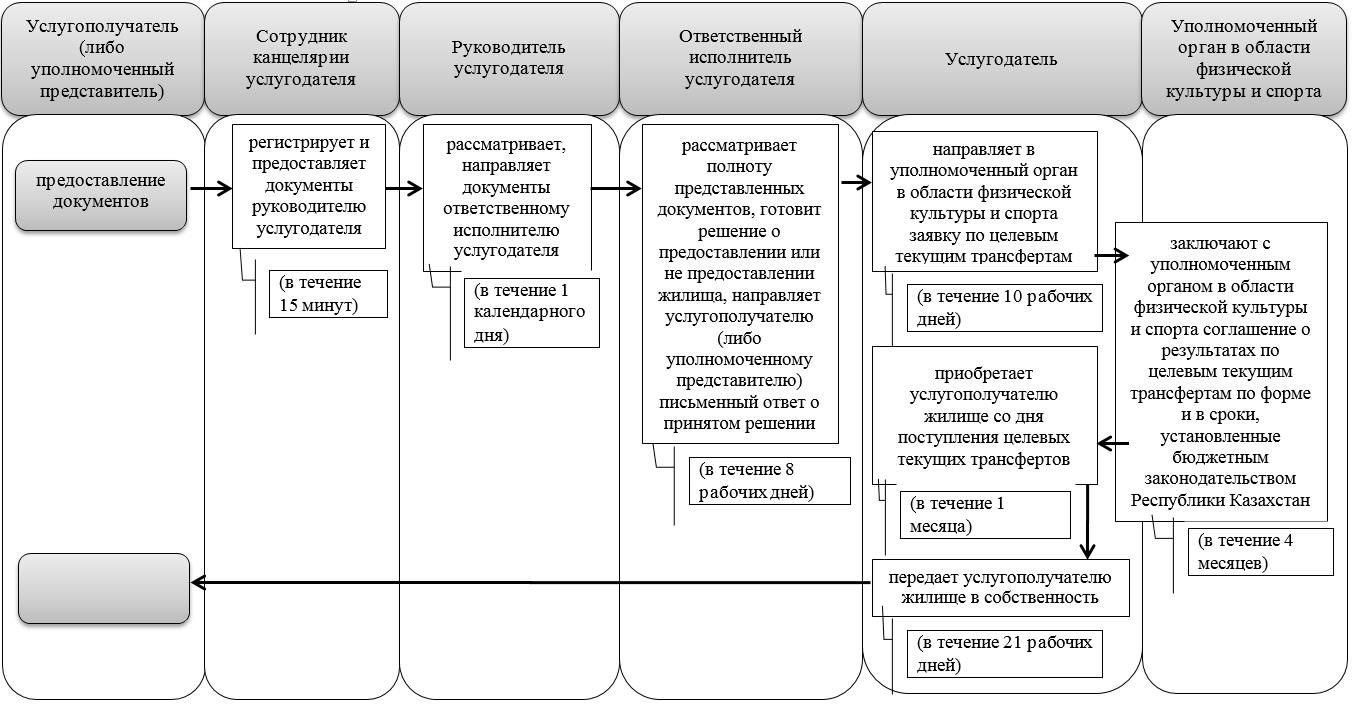 Услугополучатель
(либо
уполномоченный
представитель)
Сотрудник
канцелярии
услугодателя
Руководитель
услугодателя
Ответственный
исполнитель
услугодателя
Услугодатель
Уполномоченный
орган в области
физической
культуры и спорта
предоставление
документов
регистрирует и
предоставляет
документы
руководителю
услугодателя
(в течение
15 минут)
рассматривает,
направляет
документы
ответственному
исполнителю
услугодателя
(в течение 1
календарного
дня)
рассматривает
полноту
представленных
документов, готовит
решение о
предоставлении или
не предоставлении
жилища, направляет
услугополучателю
(либо
уполномоченному
представителю)
письменный ответ о
принятом решении
(в течение 8
рабочих дней)
направляет в
уполномоченный орган
в области физической
культуры и спорта
заявку по целевым
текущим трансфертам
(в течение 10 рабочих
дней)
заключают с
уполномоченным
органом в области
физической культуры
и спорта соглашение о
результатах по
целевым текущим
трансфертам по форме
и в сроки,
установленные
бюджетным
законодательством
Республики Казахстан
(в течение 4
месяцев)
приобретает
услугополучателю
жилище со дня
поступления целевых
текущих трансфертов
(в течение 1
месяца)
передает услугополучателю
жилище в собственность
(в течение 21 рабочих
дней)